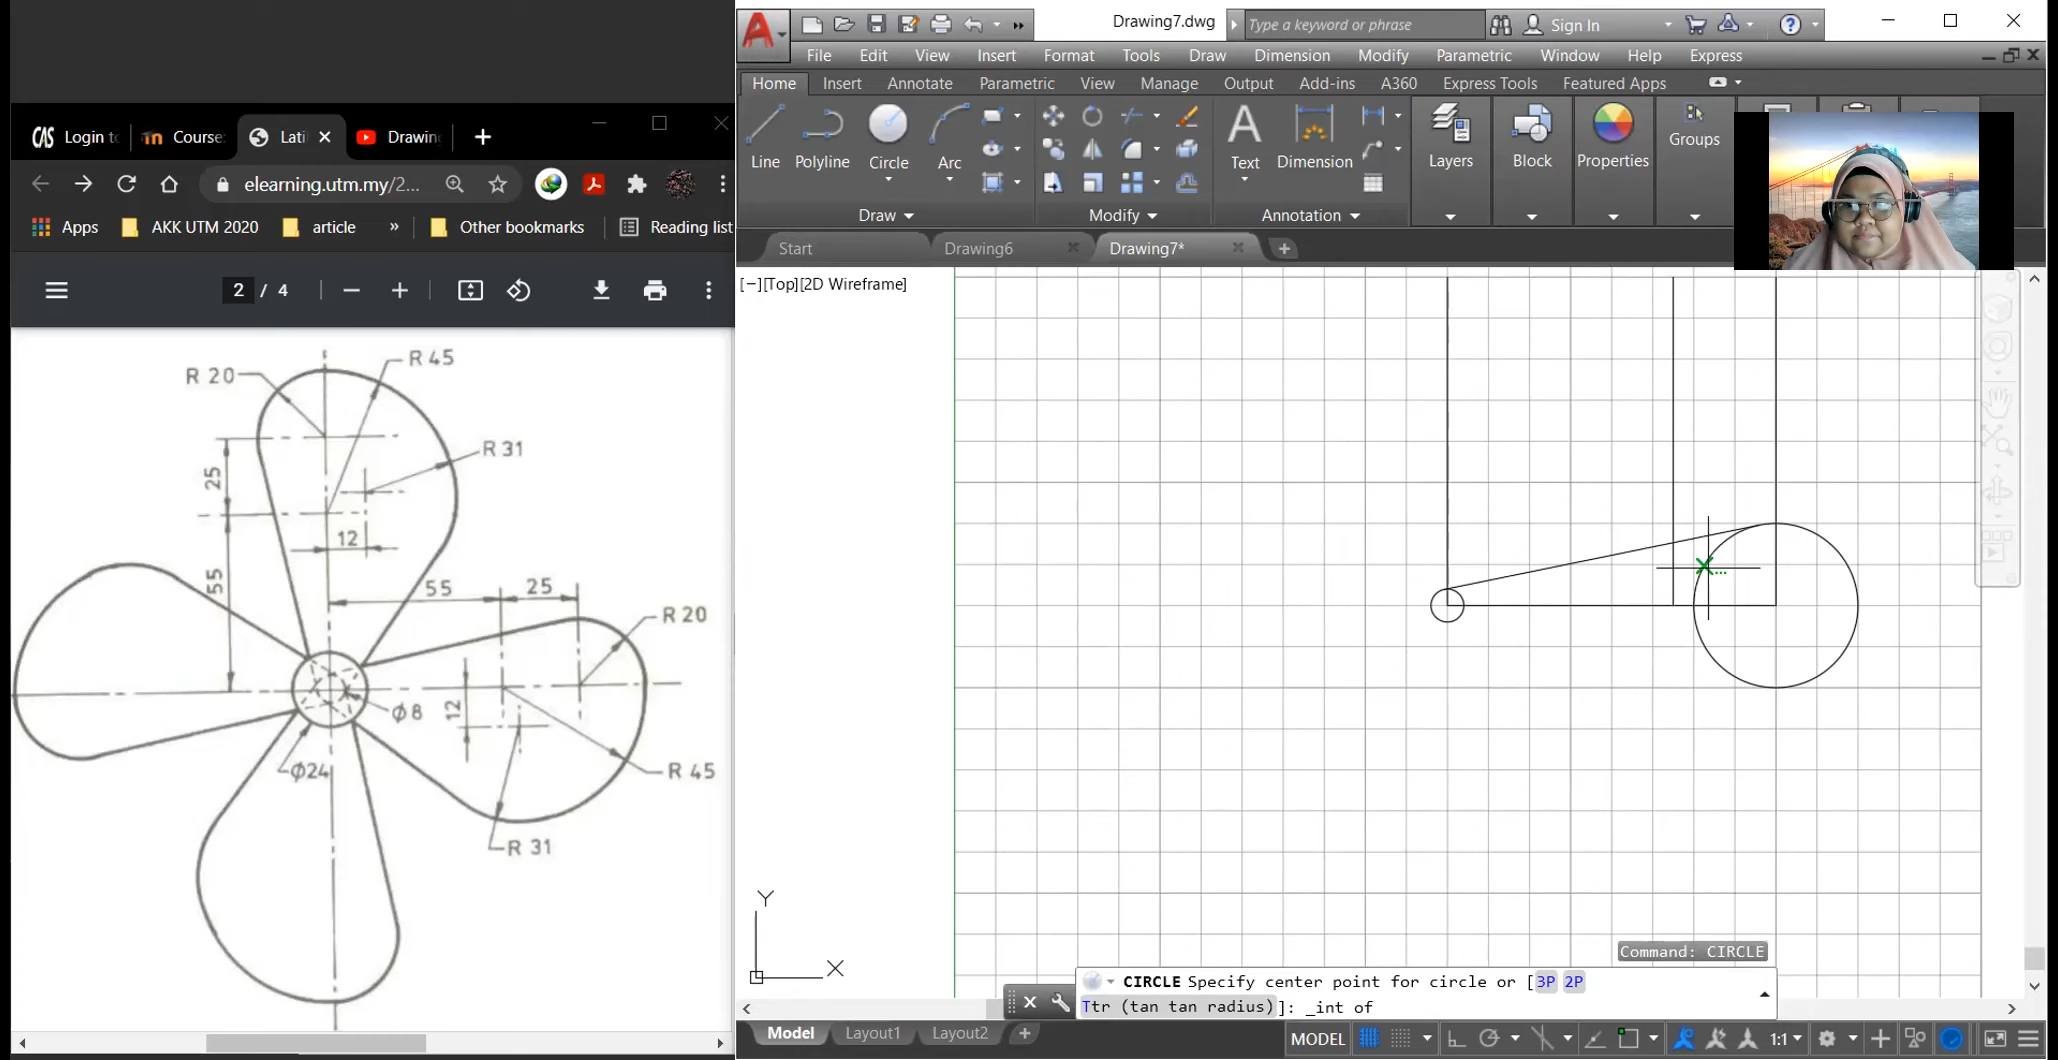 Login to
Course:
Lati
Drawing
elearning.utm.my/2...
Apps
AKK UTM 2020
article
»
Other bookmarks
Reading list
2 / 4
R 45
R 20
R 31
25
12
55
55
25
R 20
12
Φ8
Φ24
R 45
R 31
Drawing7.dwg
Type a keyword or phrase
Sign In
File Edit View Insert Format Tools Draw Dimension Modify Parametric Window Help Express
Home Insert Annotate Parametric View Manage Output Add-ins A360 Express Tools Featured Apps
Line Polyline Circle Arc
Text Dimension
Layers Block Properties Groups
Draw Modify Annotation
Start Drawing6 Drawing7*
[−][Top][2D Wireframe]
Y
X
Command: CIRCLE
CIRCLE Specify center point for circle or [3P 2P
Ttr (tan tan radius)]: _int of
Model Layout1 Layout2
MODEL 1:1